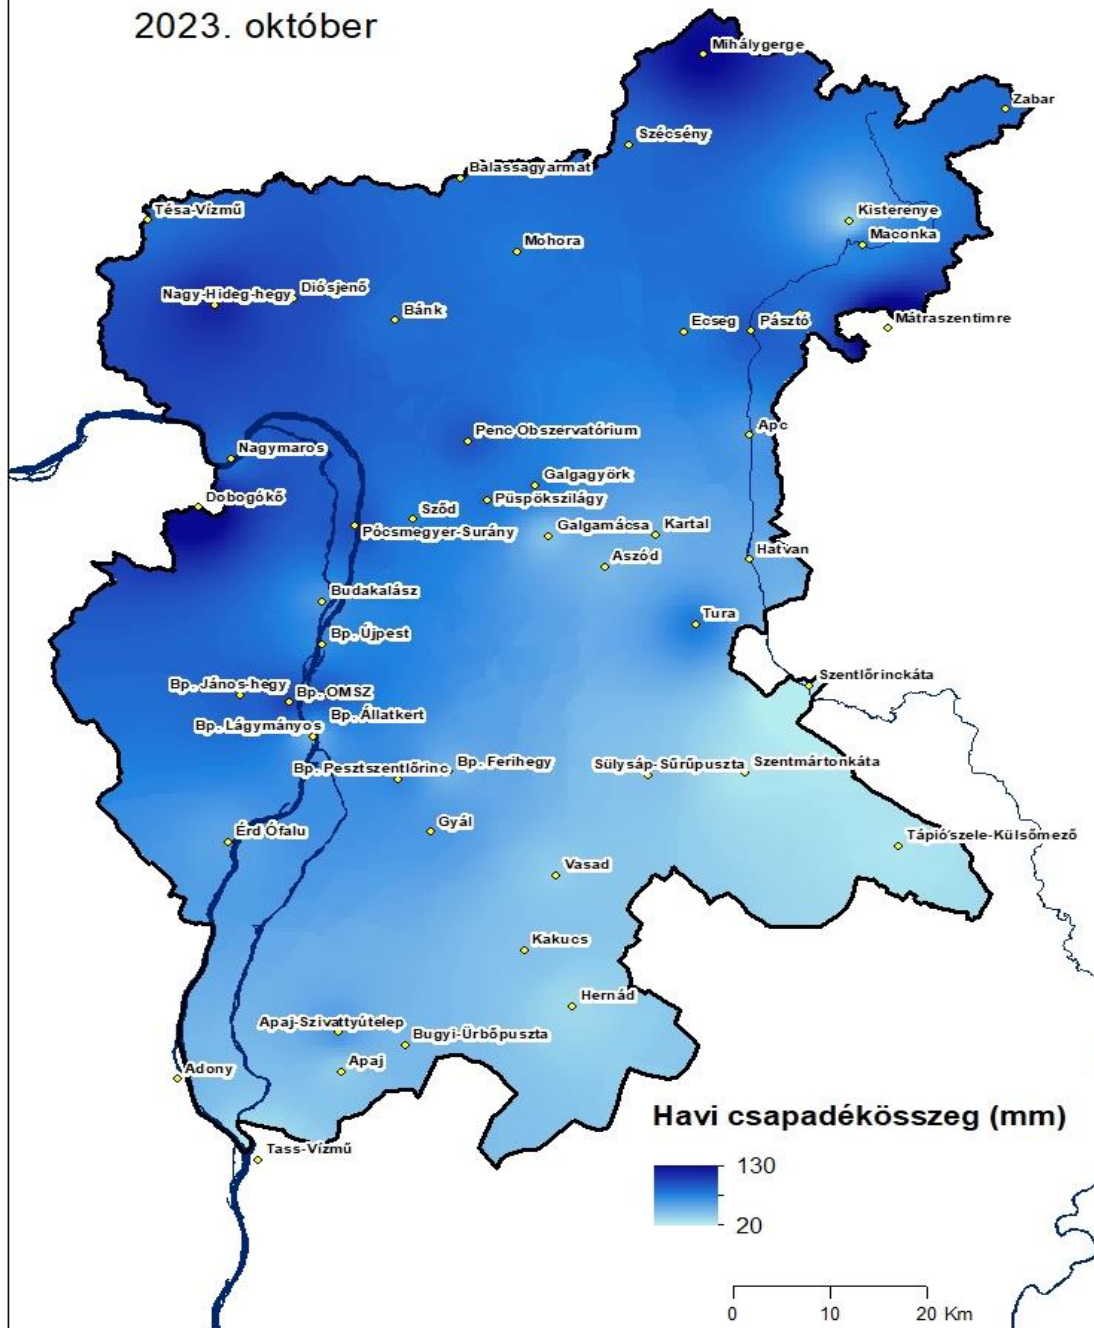 2023. október
Mihálygerge
Zabar
Szécsény
Balassagyarmat
Tésa-Vízmű
Kisterenye
Maconka
Mohora
Diósjenő
Nagy-Hideg-hegy
Bánk
Mátraszentimre
Ecseg
Pásztó
Apc
Penc Obszervatórium
Nagymaros
Galgagyörk
Dobogókő
Püspökszilágy
Sződ
Pócsmegyer-Surány
Galgamácsa
Kartal
Aszód
Hatvan
Budakalász
Tura
Bp. Újpest
Szentlőrinckáta
Bp. János-hegy
Bp. OMSZ
Bp. Állatkert
Bp. Lágymányos
Bp. Ferihegy
Bp. Pesztszentlőrinc
Sülysáp-Sűrűpuszta
Szentmártonkáta
Gyál
Érd Ófalu
Tápiószele-Külsőmező
Vasad
Kakucs
Hernád
Apaj-Szivattyútelep
Bugyi-Ürbőpuszta
Apaj
Adony
Tass-Vízmű
Havi csapadékösszeg (mm)
130
20
0 10 20 Km